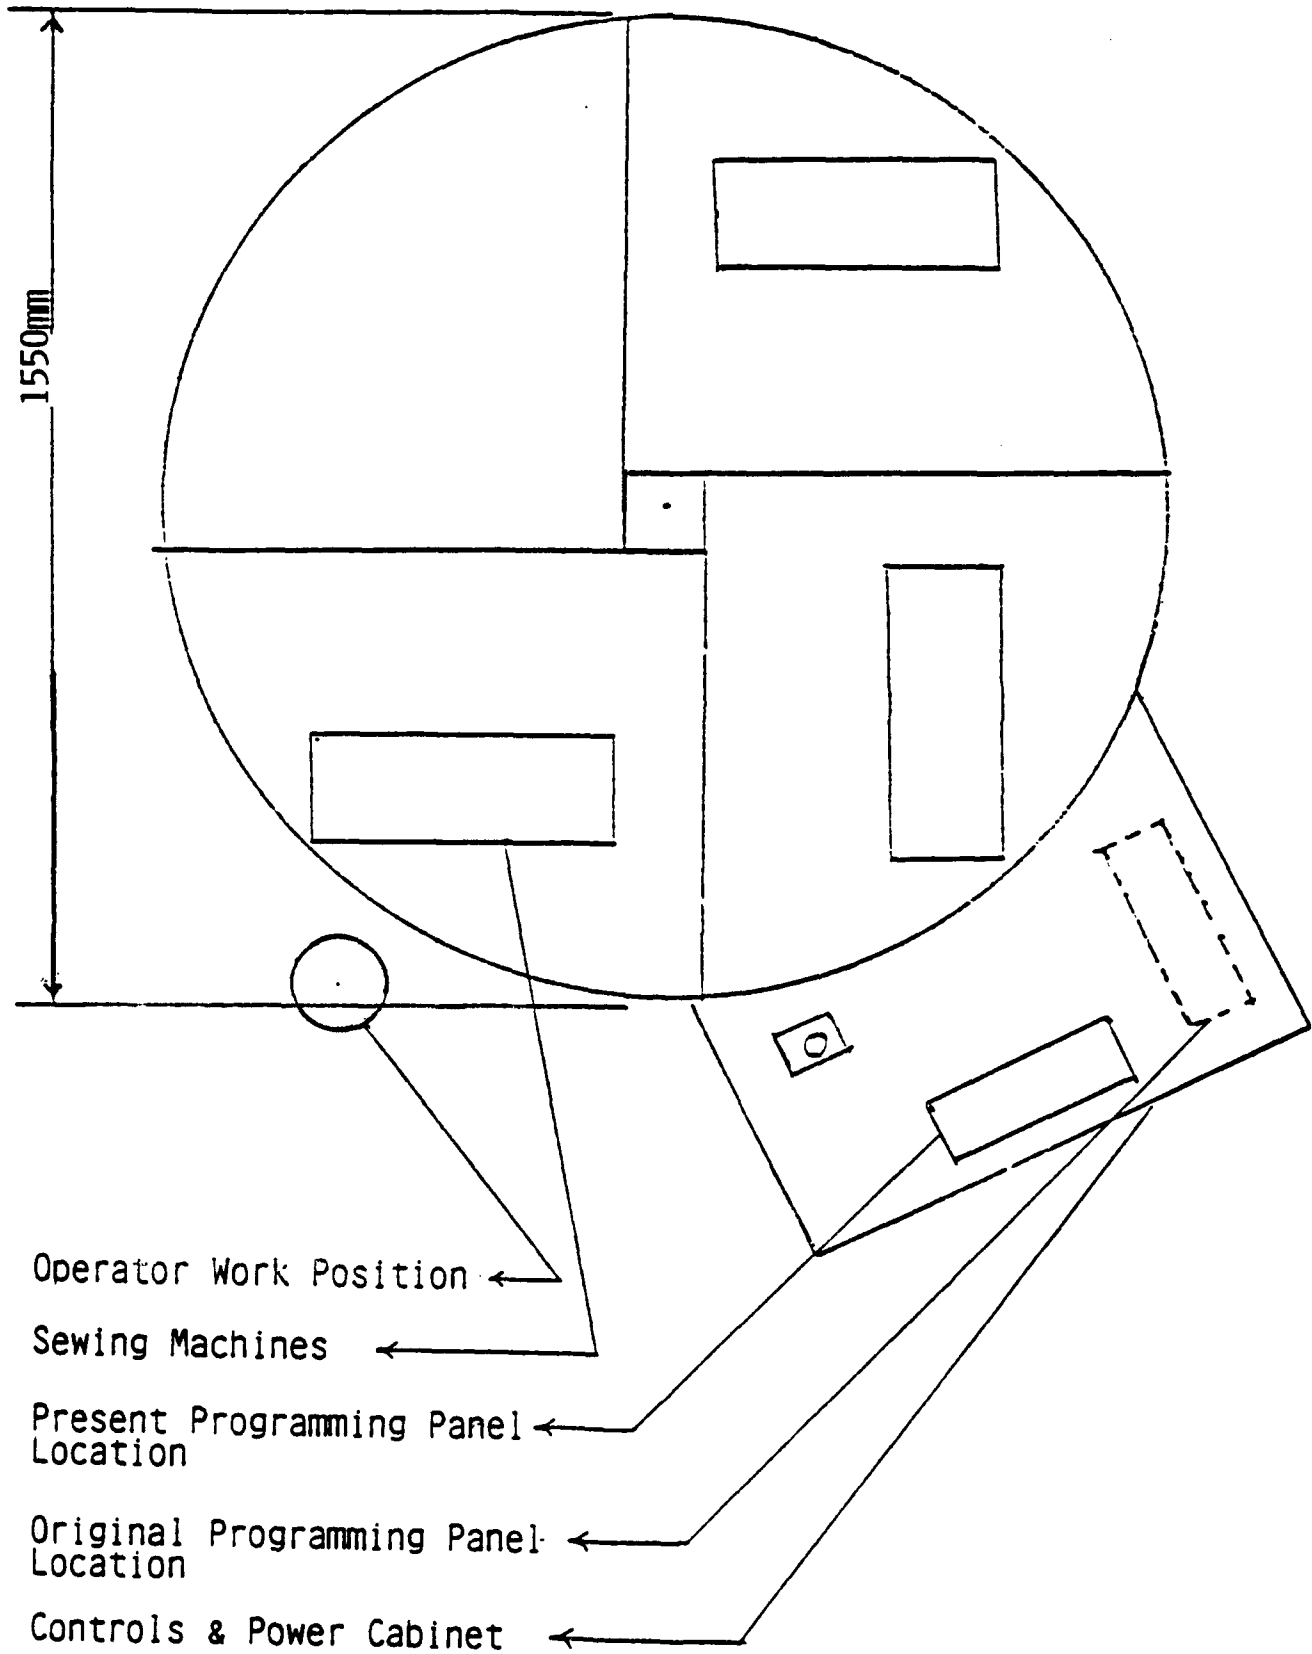 1550mm
Operator Work Position
Sewing Machines
Present Programming Panel
Location
Original Programming Panel
Location
Controls & Power Cabinet